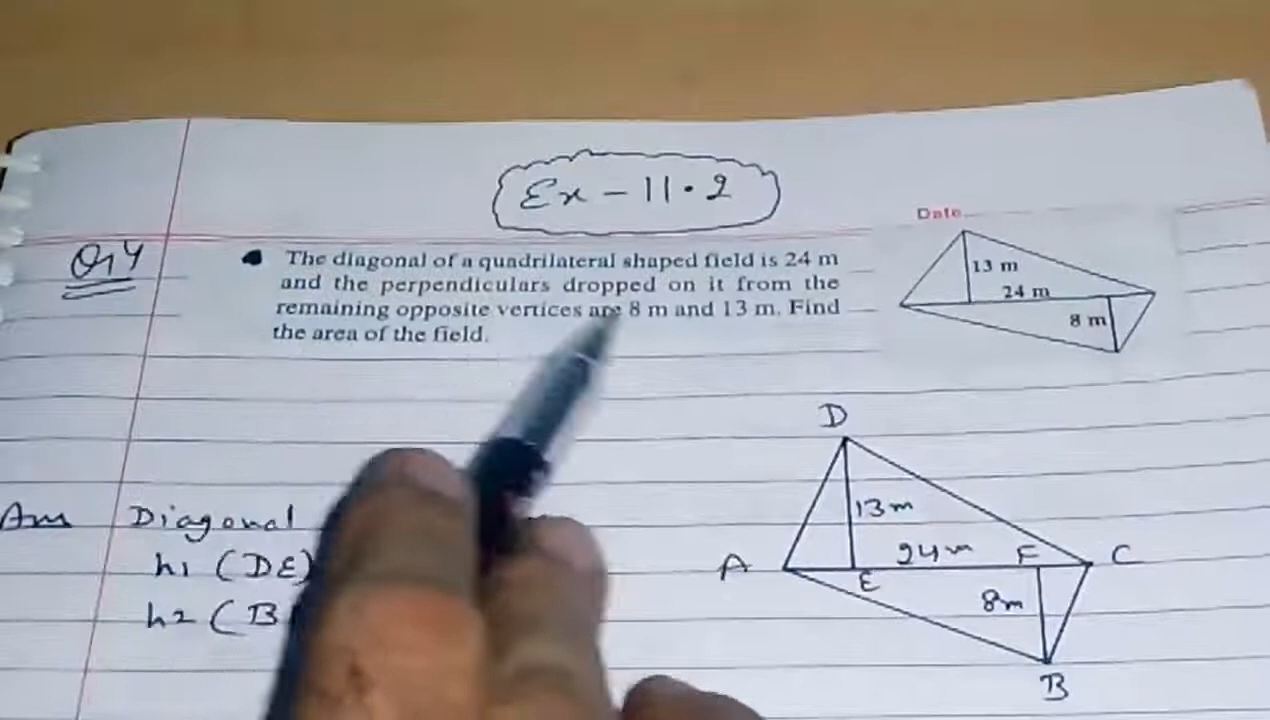 Ex - 11.2
Date
Q.4
The diagonal of a quadrilateral shaped field is 24 m
and the perpendiculars dropped on it from the
remaining opposite vertices are 8 m and 13 m. Find
the area of the field.
13 m
24 m
8 m
D
13m
Ans Diagonal
A
24m
F
C
h1 (DE)
E
8m
h2 (B
B